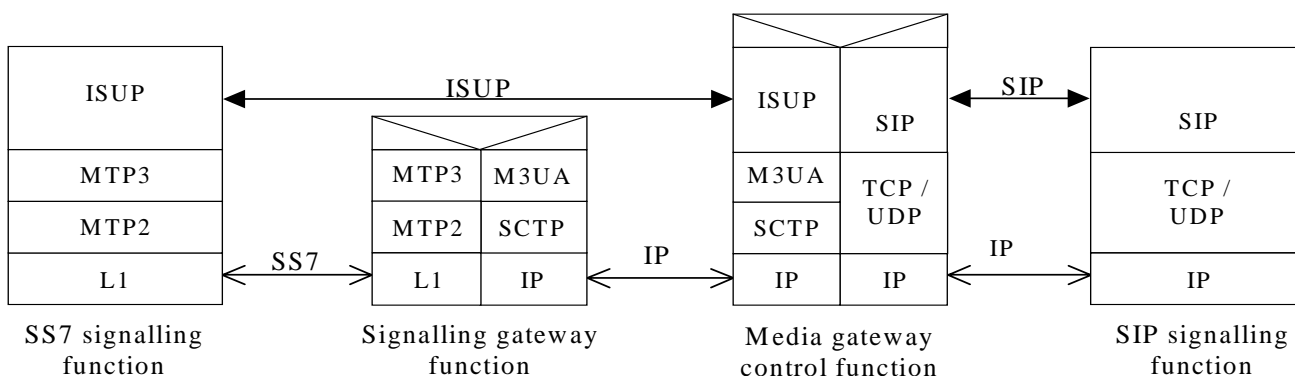 ISUP
MTP3
MTP2
L1
SS7 signalling
function
ISUP
SS7
MTP3
M3UA
MTP2
SCTP
L1
IP
Signalling gateway
function
IP
ISUP
SIP
M3UA
TCP /
UDP
SCTP
IP
IP
Media gateway
control function
SIP
IP
SIP
TCP /
UDP
IP
SIP signalling
function